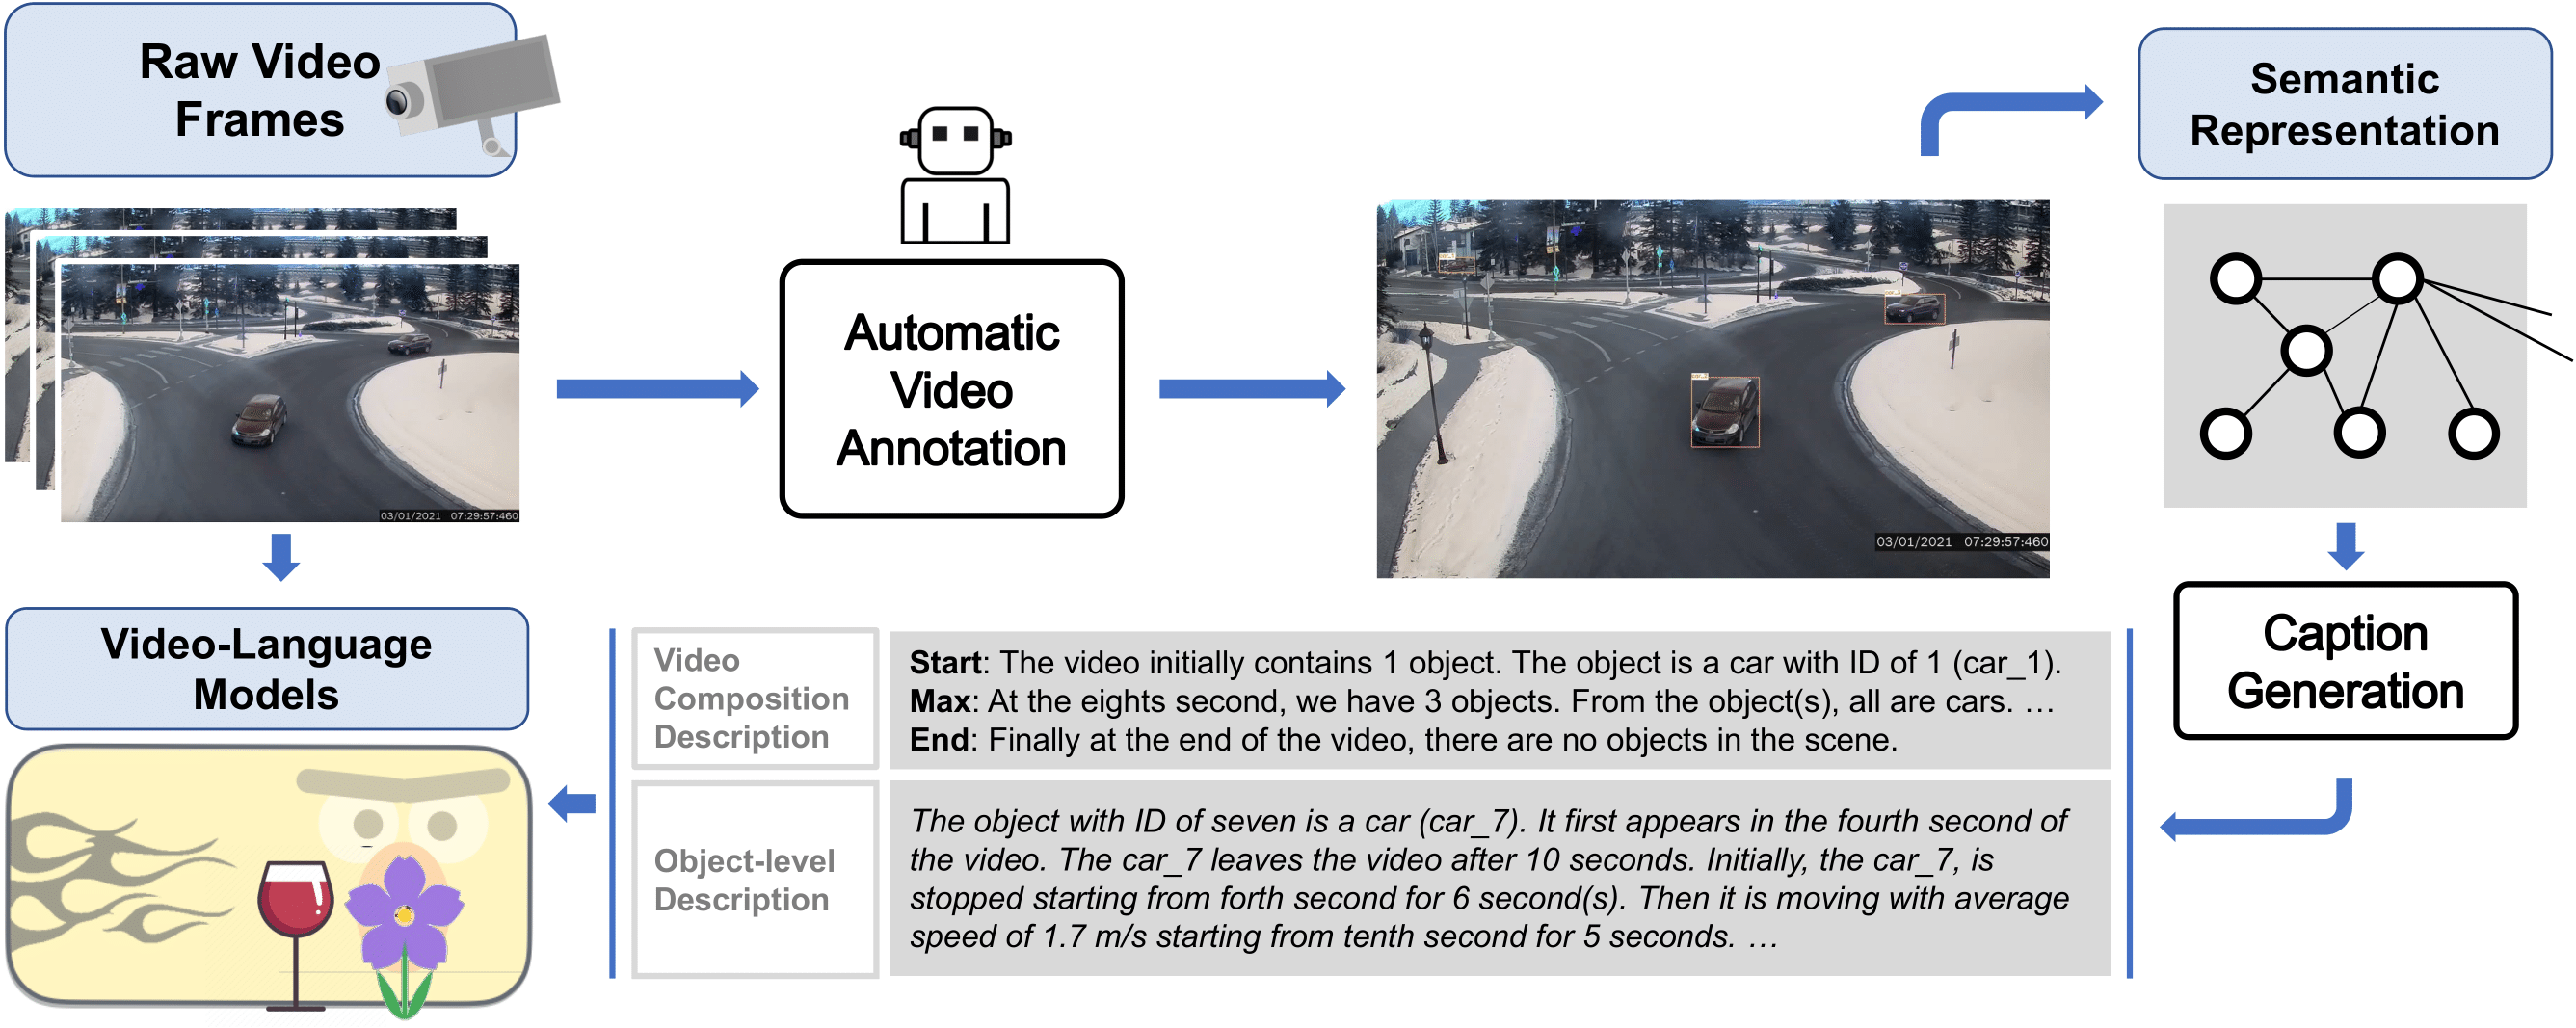 Raw Video
Frames
03/01/2021 07:29:57:460
Automatic
Video
Annotation
03/01/2021 07:29:57:460
Semantic
Representation
Caption
Generation
Video
Composition
Description
Start: The video initially contains 1 object. The object is a car with ID of 1 (car_1).
Max: At the eights second, we have 3 objects. From the object(s), all are cars. …
End: Finally at the end of the video, there are no objects in the scene.
Object-level
Description
The object with ID of seven is a car (car_7). It first appears in the fourth second of
the video. The car_7 leaves the video after 10 seconds. Initially, the car_7, is
stopped starting from forth second for 6 second(s). Then it is moving with average
speed of 1.7 m/s starting from tenth second for 5 seconds. …
Video-Language
Models